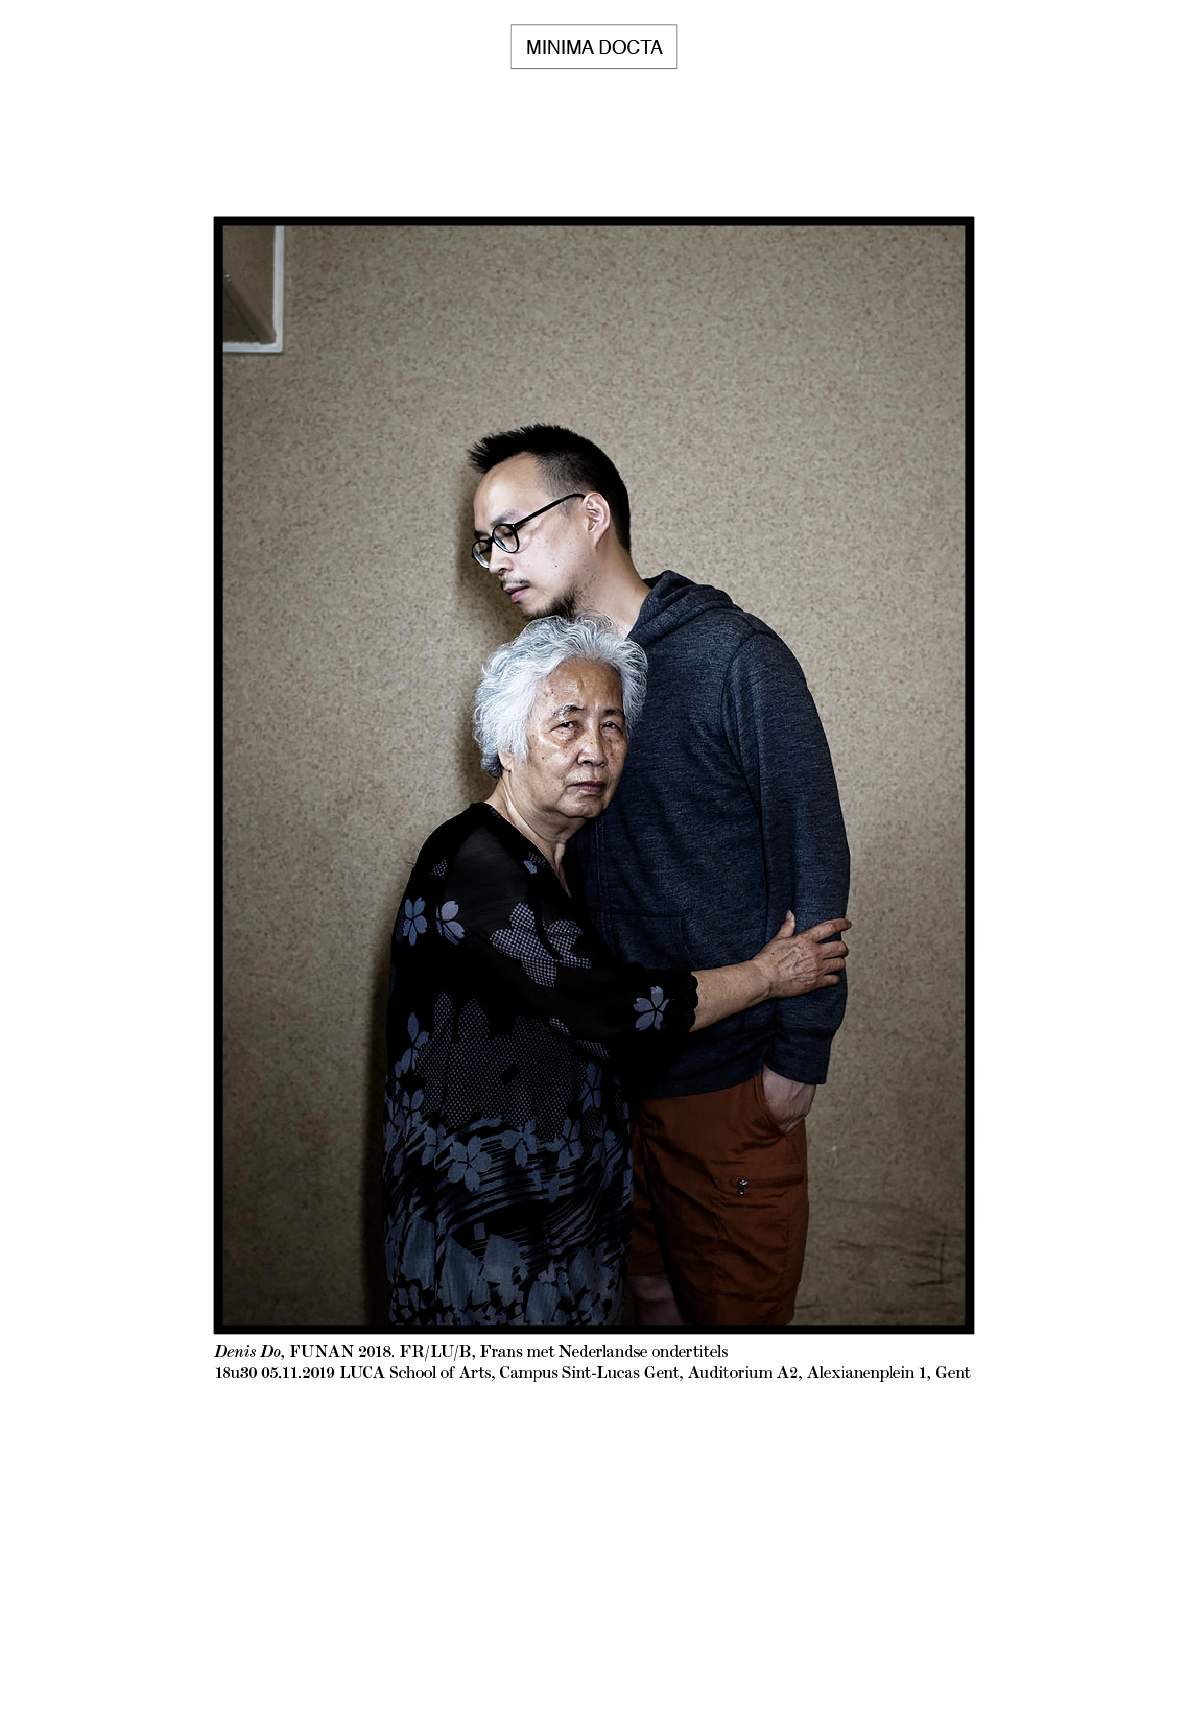 MINIMA DOCTA
Denis Do, FUNAN 2018. FR/LU/B, Frans met Nederlandse ondertitels
18u30 05.11.2019 LUCA School of Arts, Campus Sint-Lucas Gent, Auditorium A2, Alexianenplein 1, Gent